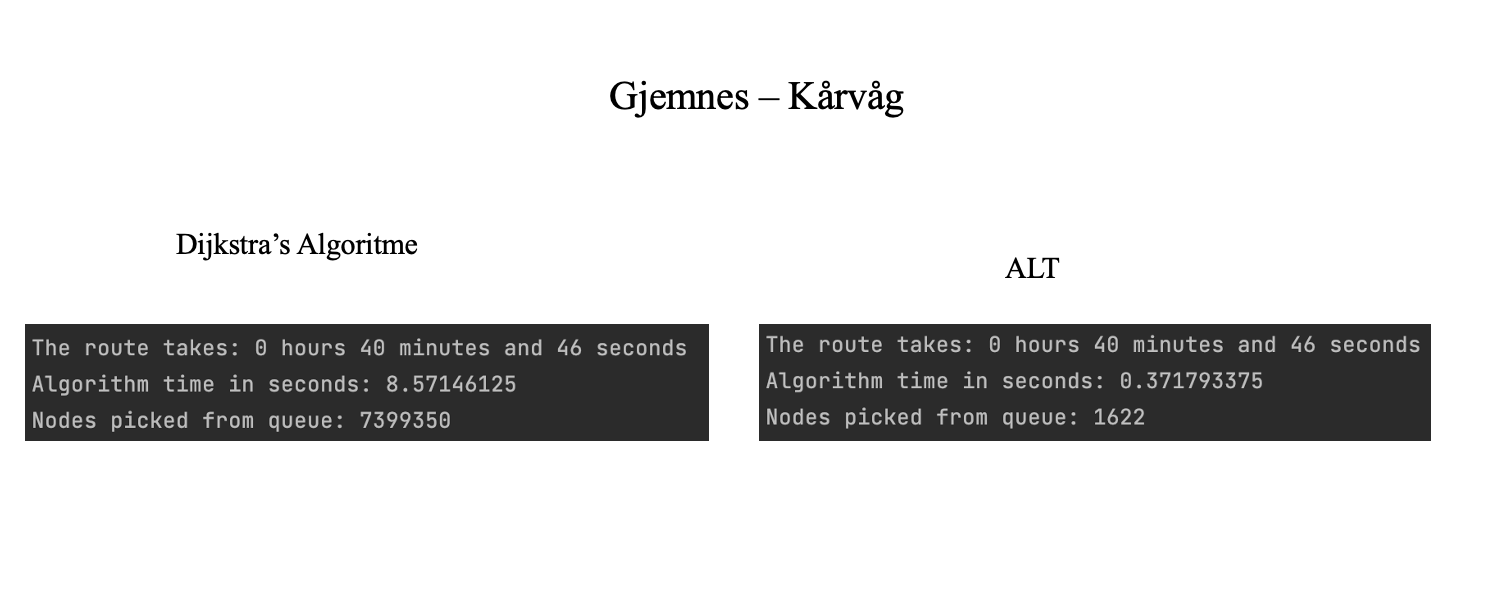 Gjemnes – Kårvåg
Dijkstra’s Algoritme
The route takes: 0 hours 40 minutes and 46 seconds
Algorithm time in seconds: 8.57146125
Nodes picked from queue: 7399350
ALT
The route takes: 0 hours 40 minutes and 46 seconds
Algorithm time in seconds: 0.371793375
Nodes picked from queue: 1622